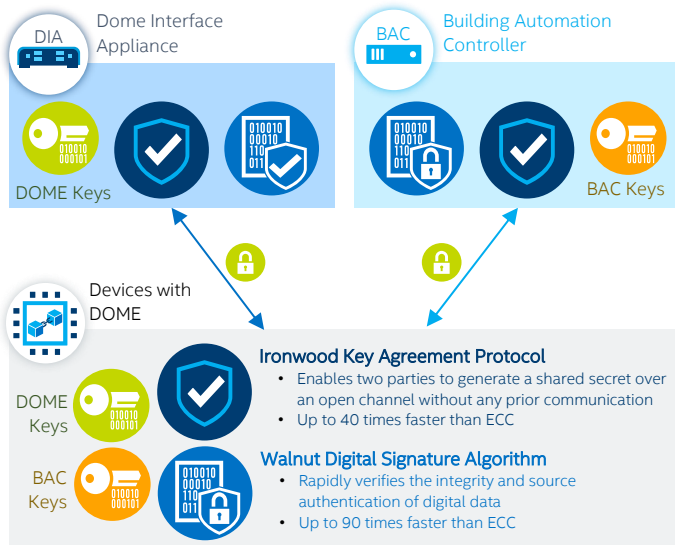 DIA
Dome Interface
Appliance
010010
000101
DOME Keys
010010
00010
110
011
BAC
Building Automation
Controller
010010
00010
110
011
010010
000101
BAC Keys
Devices with
DOME
DOME
Keys
010010
000101
Ironwood Key Agreement Protocol
• Enables two parties to generate a shared secret over
an open channel without any prior communication
• Up to 40 times faster than ECC
BAC
Keys
010010
000101
010010
00010
110
011
Walnut Digital Signature Algorithm
• Rapidly verifies the integrity and source
authentication of digital data
• Up to 90 times faster than ECC